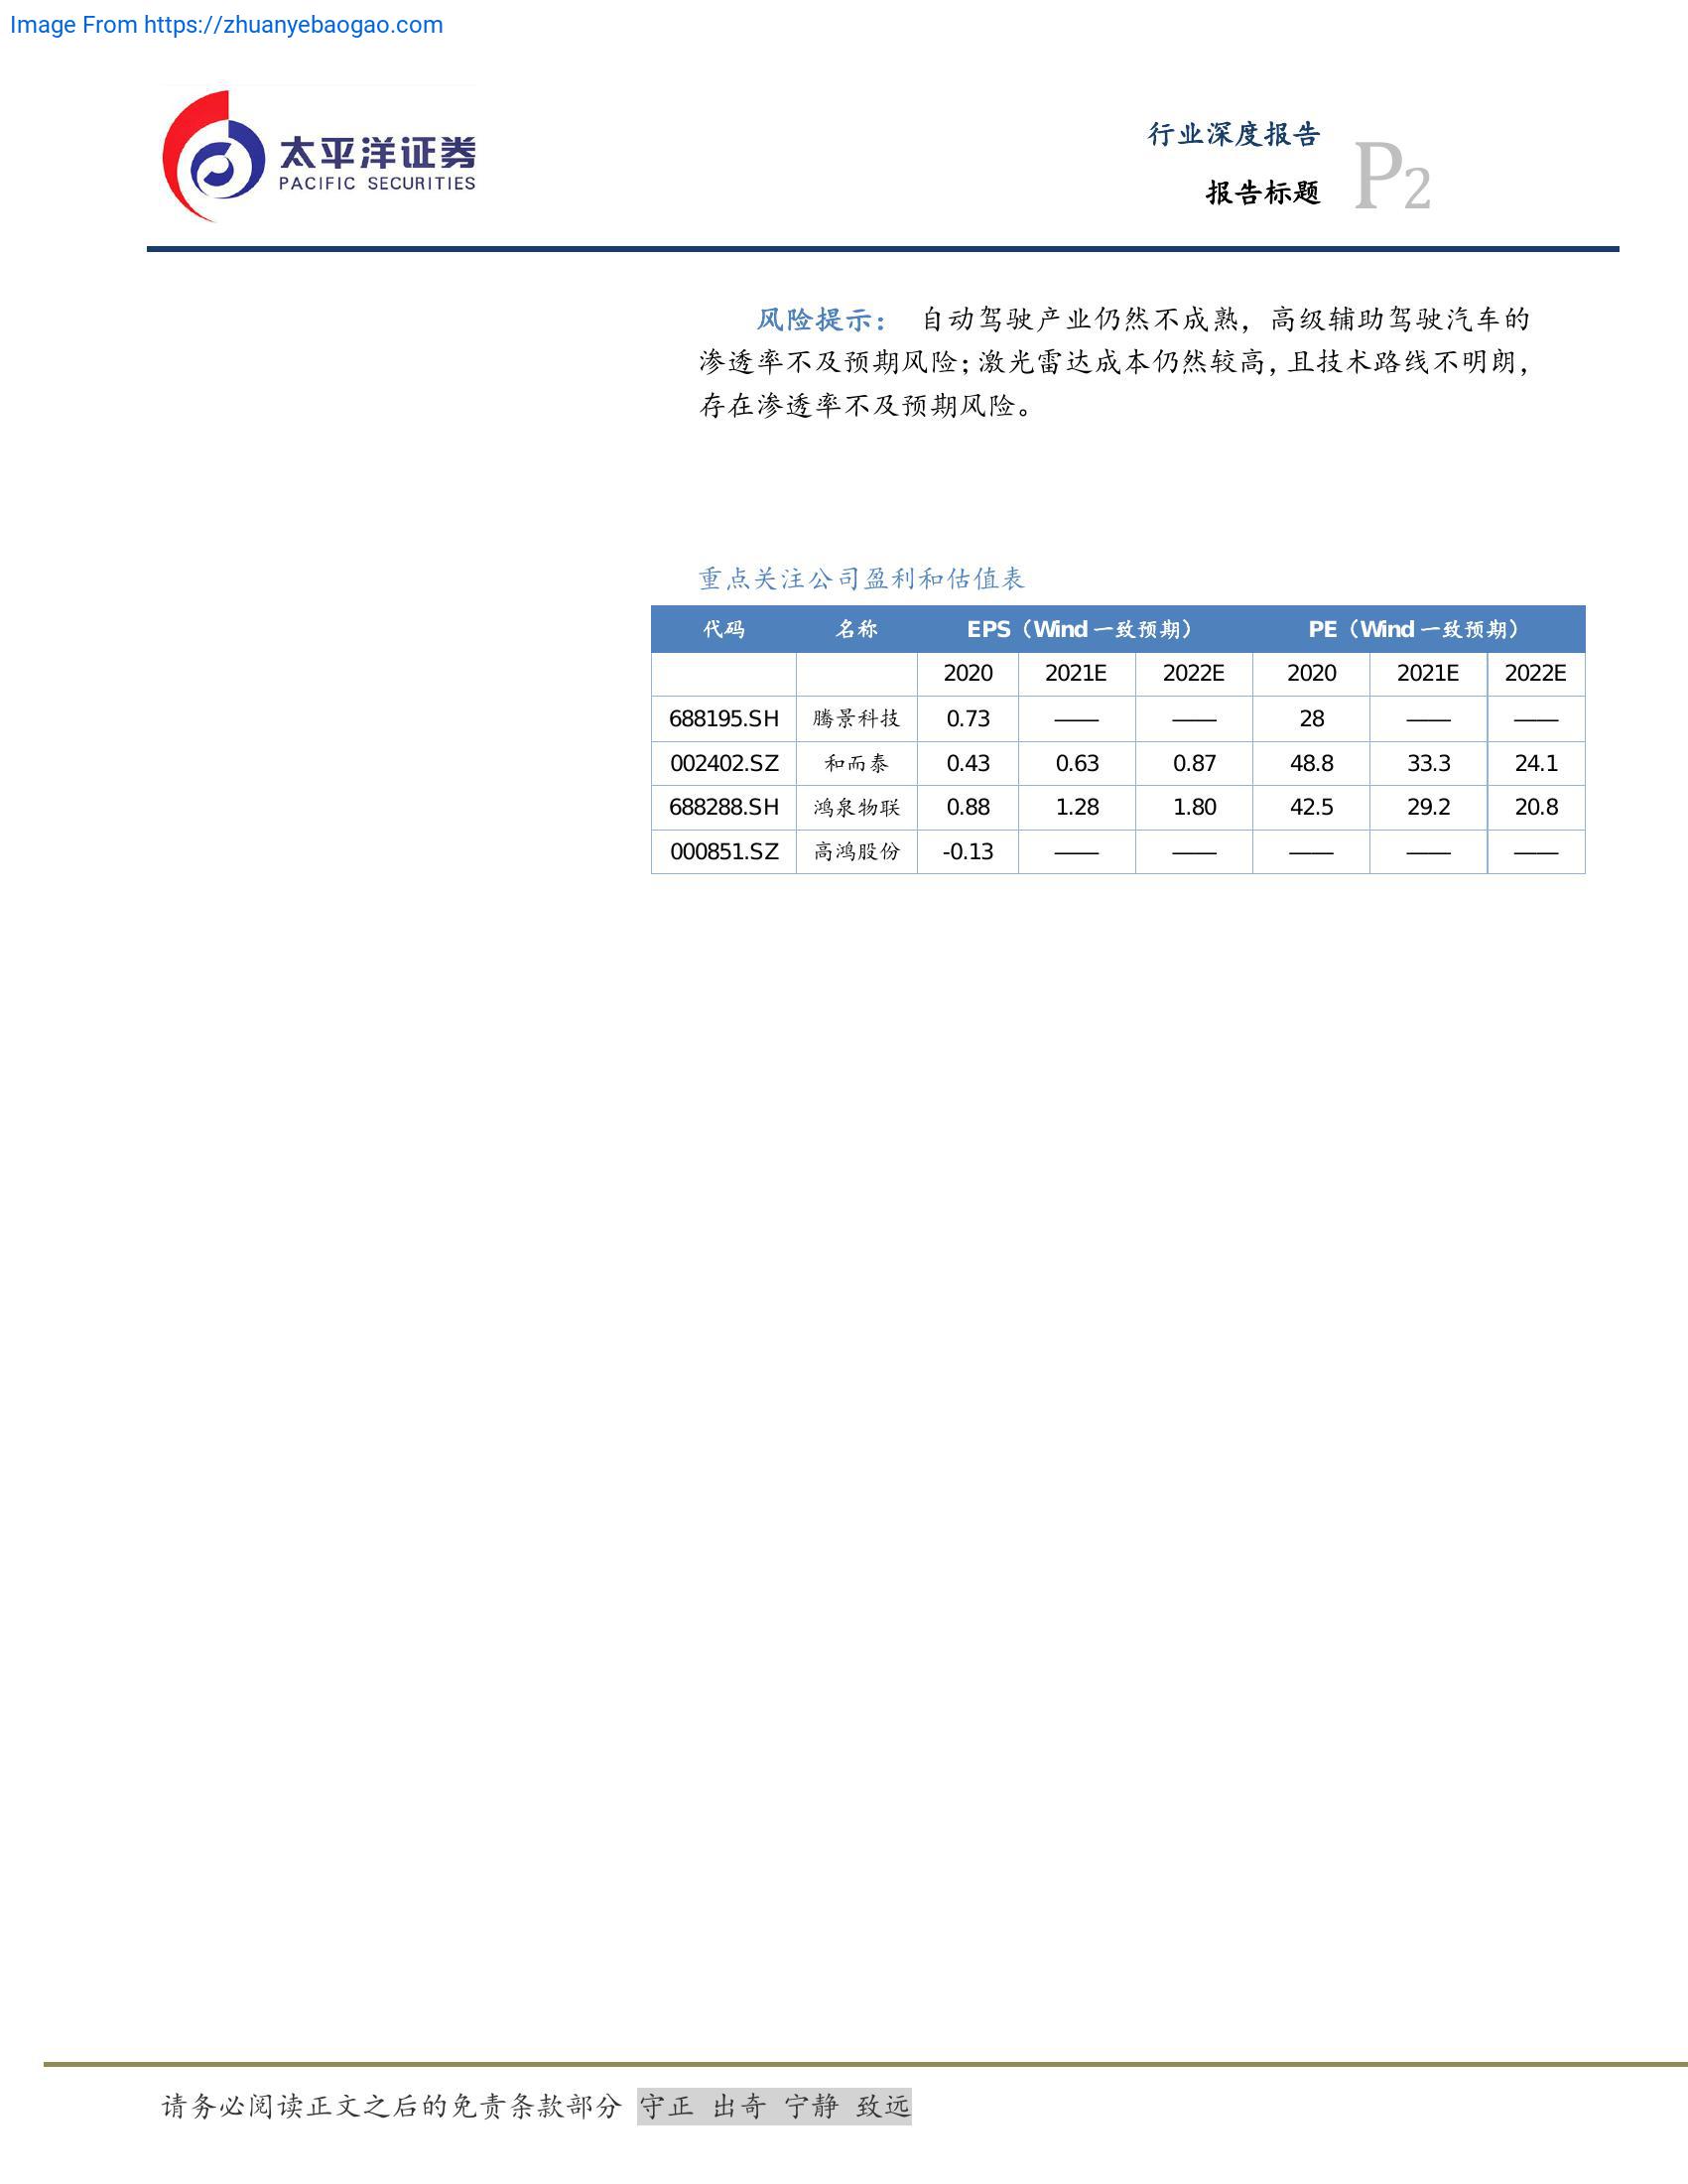 Image From https://zhuanyebaogao.com
太平洋证券
PACIFIC SECURITIES
行业深度报告
报告标题
P2
风险提示： 自动驾驶产业仍然不成熟，高级辅助驾驶汽车的
渗透率不及预期风险；激光雷达成本仍然较高，且技术路线不明朗，
存在渗透率不及预期风险。
重点关注公司盈利和估值表
代码 名称 EPS（Wind 一致预期） PE（Wind 一致预期）
2020 2021E 2022E 2020 2021E 2022E
688195.SH 腾景科技 0.73 —— —— 28 —— ——
002402.SZ 和而泰 0.43 0.63 0.87 48.8 33.3 24.1
688288.SH 鸿泉物联 0.88 1.28 1.80 42.5 29.2 20.8
000851.SZ 高鸿股份 -0.13 —— —— —— —— ——
请务必阅读正文之后的免责条款部分 守正 出奇 宁静 致远